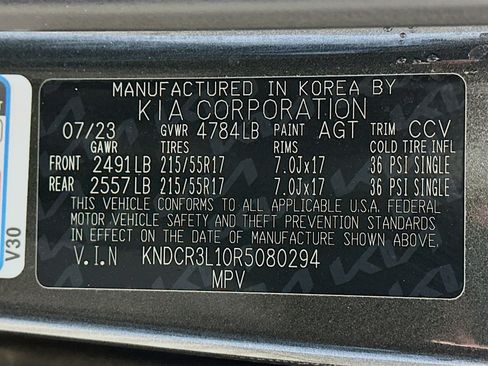 MANUFACTURED IN KOREA BY
KIA CORPORATION
07/23 GVWR 4784LB PAINT AGT TRIM CCV
GAWR TIRES RIMS COLD TIRE INFL
FRONT 2491LB 215/55R17 7.0Jx17 36 PSI SINGLE
REAR 2557LB 215/55R17 7.0Jx17 36 PSI SINGLE
THIS VEHICLE CONFORMS TO ALL APPLICABLE U.S.A. FEDERAL
MOTOR VEHICLE SAFETY AND THEFT PREVENTION STANDARDS
IN EFFECT ON THE DATE OF MANUFACTURE SHOWN ABOVE.
V.I.N KNDCR3L10R5080294
MPV
V30